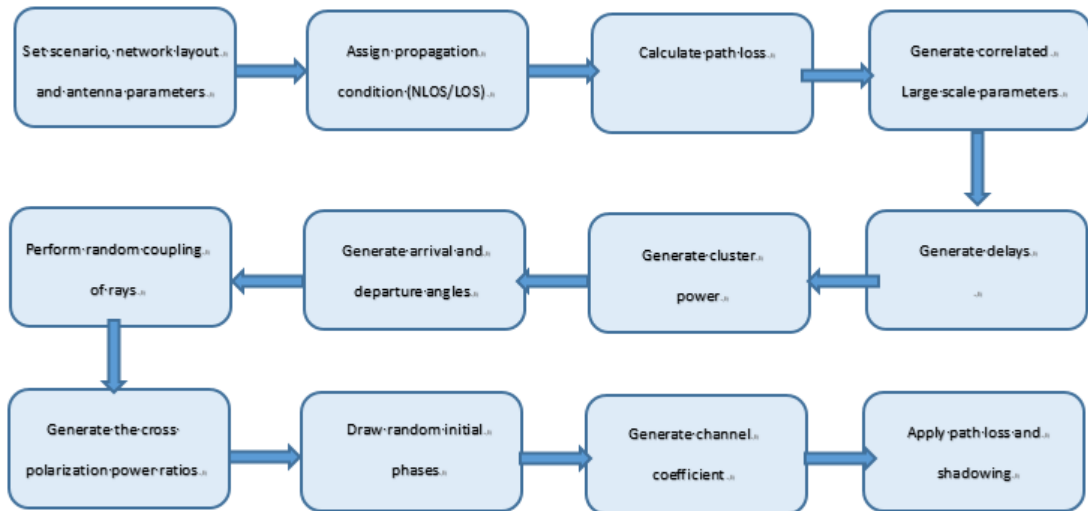 Set scenario, network layout
and antenna parameters
Assign propagation
condition (NLOS/LOS)
Calculate path loss
Generate correlated
Large scale parameters
Generate delays
Generate cluster
power
Generate arrival and
departure angles
Perform random coupling
of rays
Generate the cross
polarization power ratios
Draw random initial
phases
Generate channel
coefficient
Apply path loss and
shadowing